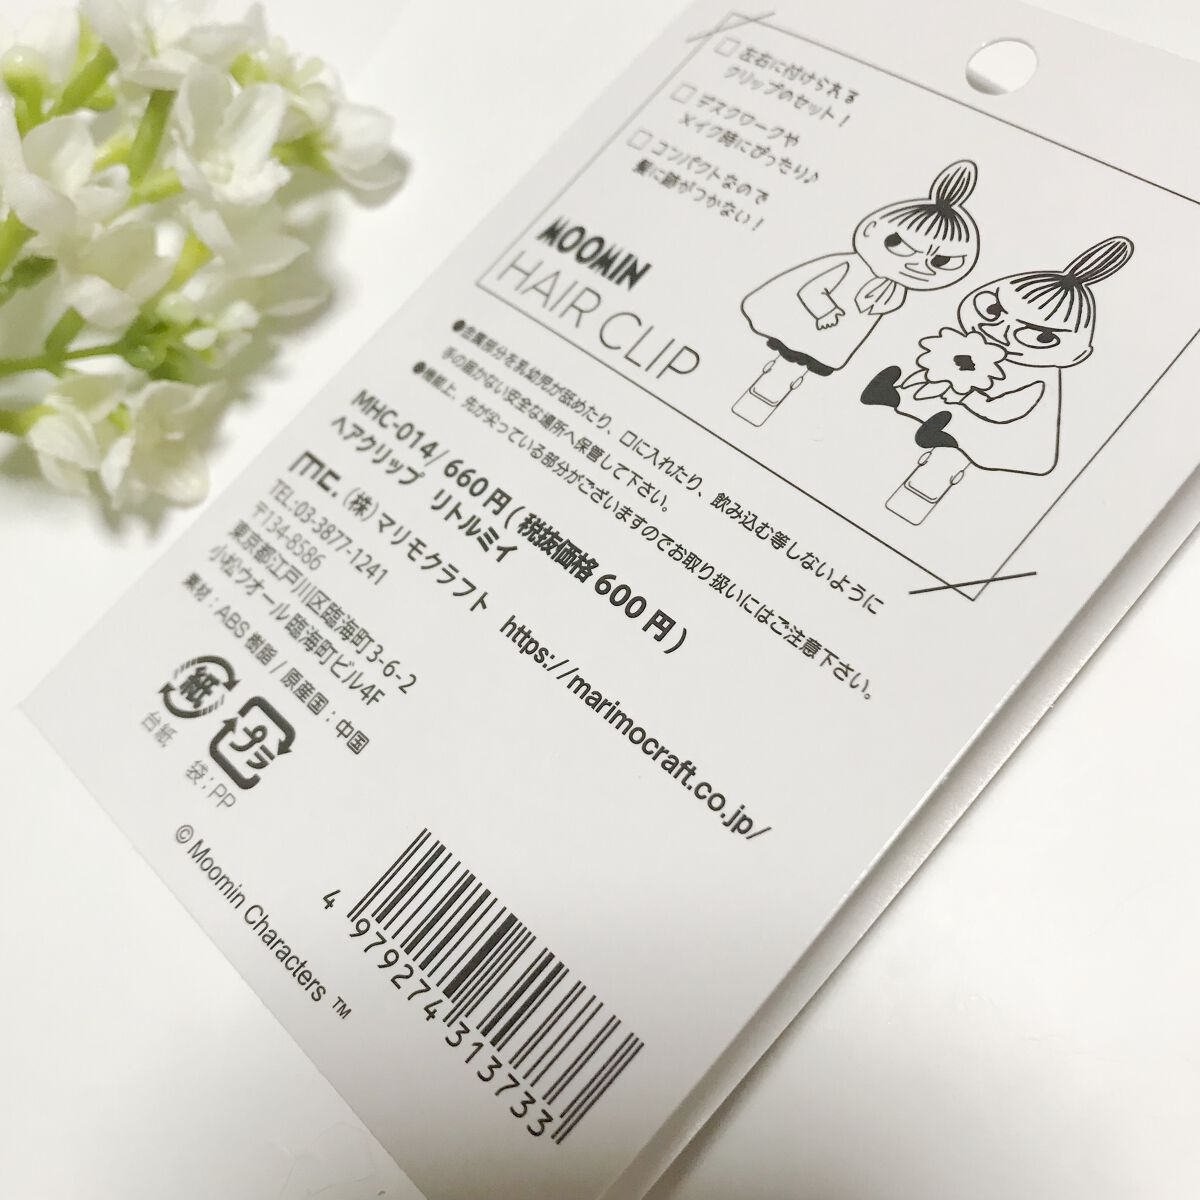 左右に付けられる
クリップのセット！
デスクワークや
メイク時にぴったり♪
コンパクトなので
髪に跡がつかない！
MOOMIN
HAIR CLIP
●金属部分を乳幼児が舐めたり、口に入れたり、飲み込む等しないように
手の届かない安全な場所へ保管して下さい。
●機能上、先が尖っている部分がございますのでお取り扱いにはご注意下さい。
MHC-014/ 660円(税抜価格600円)
ヘアクリップ リトルミイ
mc. (株)マリモクラフト https://marimocraft.co.jp/
TEL:03-3877-1241
〒134-8586
東京都江戸川区臨海町3-6-2
小松ウオール臨海町ビル4F
素材：ABS樹脂/原産国：中国
紙
プラ
台紙
袋：PP
© Moomin Characters ™
4 979274 313733